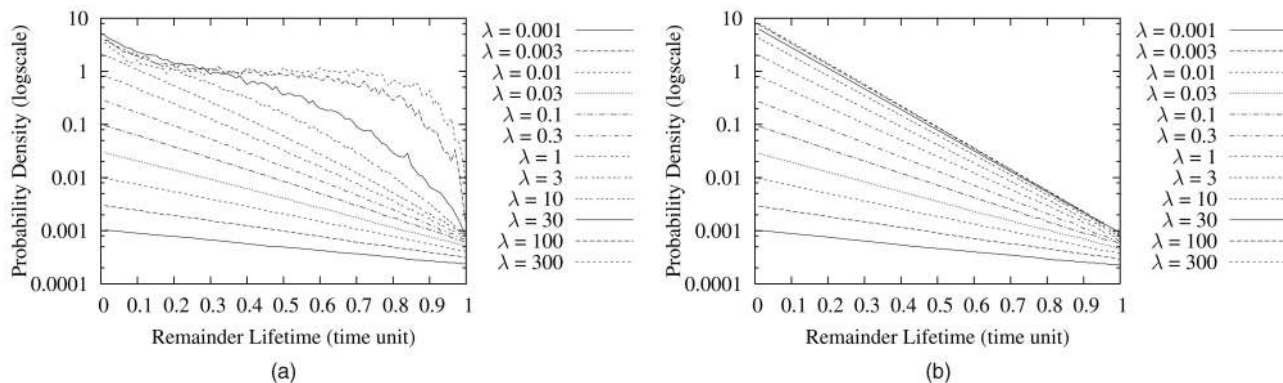 Probability Density (logscale)
10
1
0.1
0.01
0.001
0.0001
0 0.1 0.2 0.3 0.4 0.5 0.6 0.7 0.8 0.9 1
Remainder Lifetime (time unit)
λ = 0.001
λ = 0.003
λ = 0.01
λ = 0.03
λ = 0.1
λ = 0.3
λ = 1
λ = 3
λ = 10
λ = 30
λ = 100
λ = 300
(a)
Probability Density (logscale)
10
1
0.1
0.01
0.001
0.0001
0 0.1 0.2 0.3 0.4 0.5 0.6 0.7 0.8 0.9 1
Remainder Lifetime (time unit)
λ = 0.001
λ = 0.003
λ = 0.01
λ = 0.03
λ = 0.1
λ = 0.3
λ = 1
λ = 3
λ = 10
λ = 30
λ = 100
λ = 300
(b)